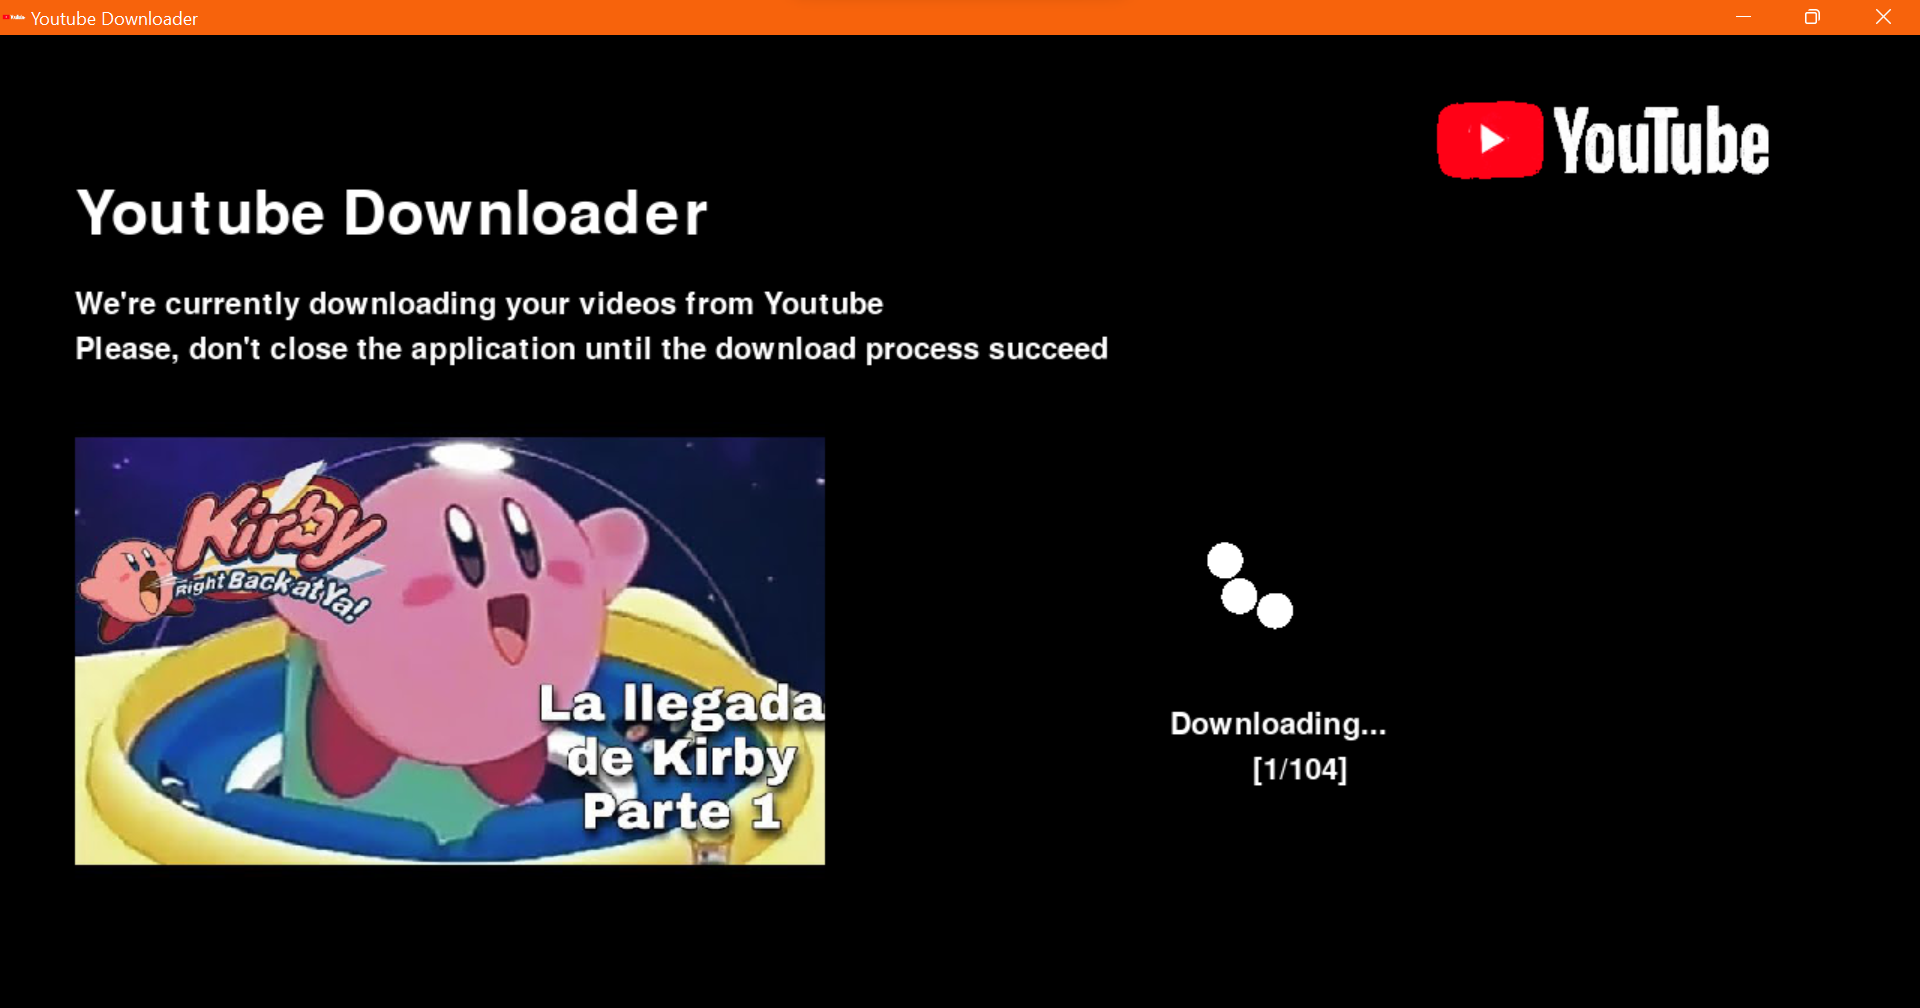 Youtube Downloader
YouTube
Youtube Downloader
We're currently downloading your videos from Youtube
Please, don't close the application until the download process succeed
Kirby
Right Back at Ya!
La llegada
de Kirby
Parte 1
Downloading...
[1/104]